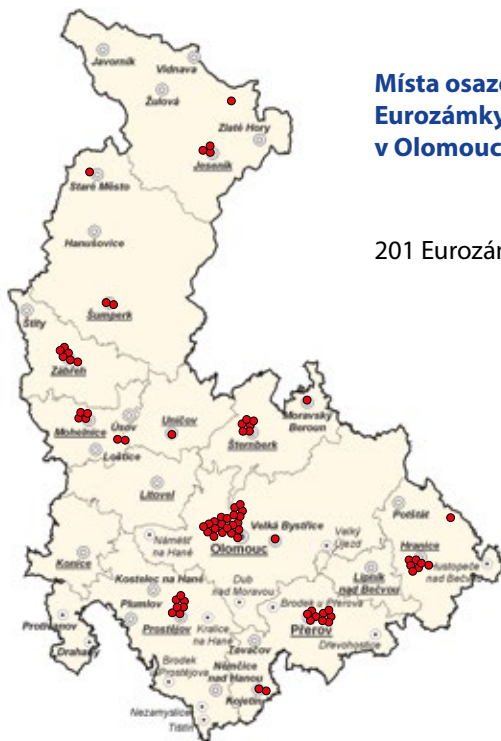 Místa osaze
Eurozámky
v Olomouc
201 Eurozár
Javorník
Vidnava
Žulová
Zlaté Hory
Jeseník
Staré Město
Hanušovice
Šumperk
Štíty
Zábřeh
Mohelnice
Úsov
Uničov
Loštice
Šternberk
Moravský
Beroun
Litovel
Olomouc
Velká Bystřice
Náměšť
na Hané
Velký
Újezd
Potštát
Hranice
Hustopeče
nad Bečvou
Lipník
nad Bečvou
Konice
Kostelec na Hané
Dub
nad Moravou
Brodek u Přerova
Plumlov
Prostějov
Kralice
na Hané
Přerov
Dřevohostice
Protivanov
Drahany
Tovačov
Brodek
u Prostějova
Němčice
nad Hanou
Kojetín
Nezamyslice
Tištín